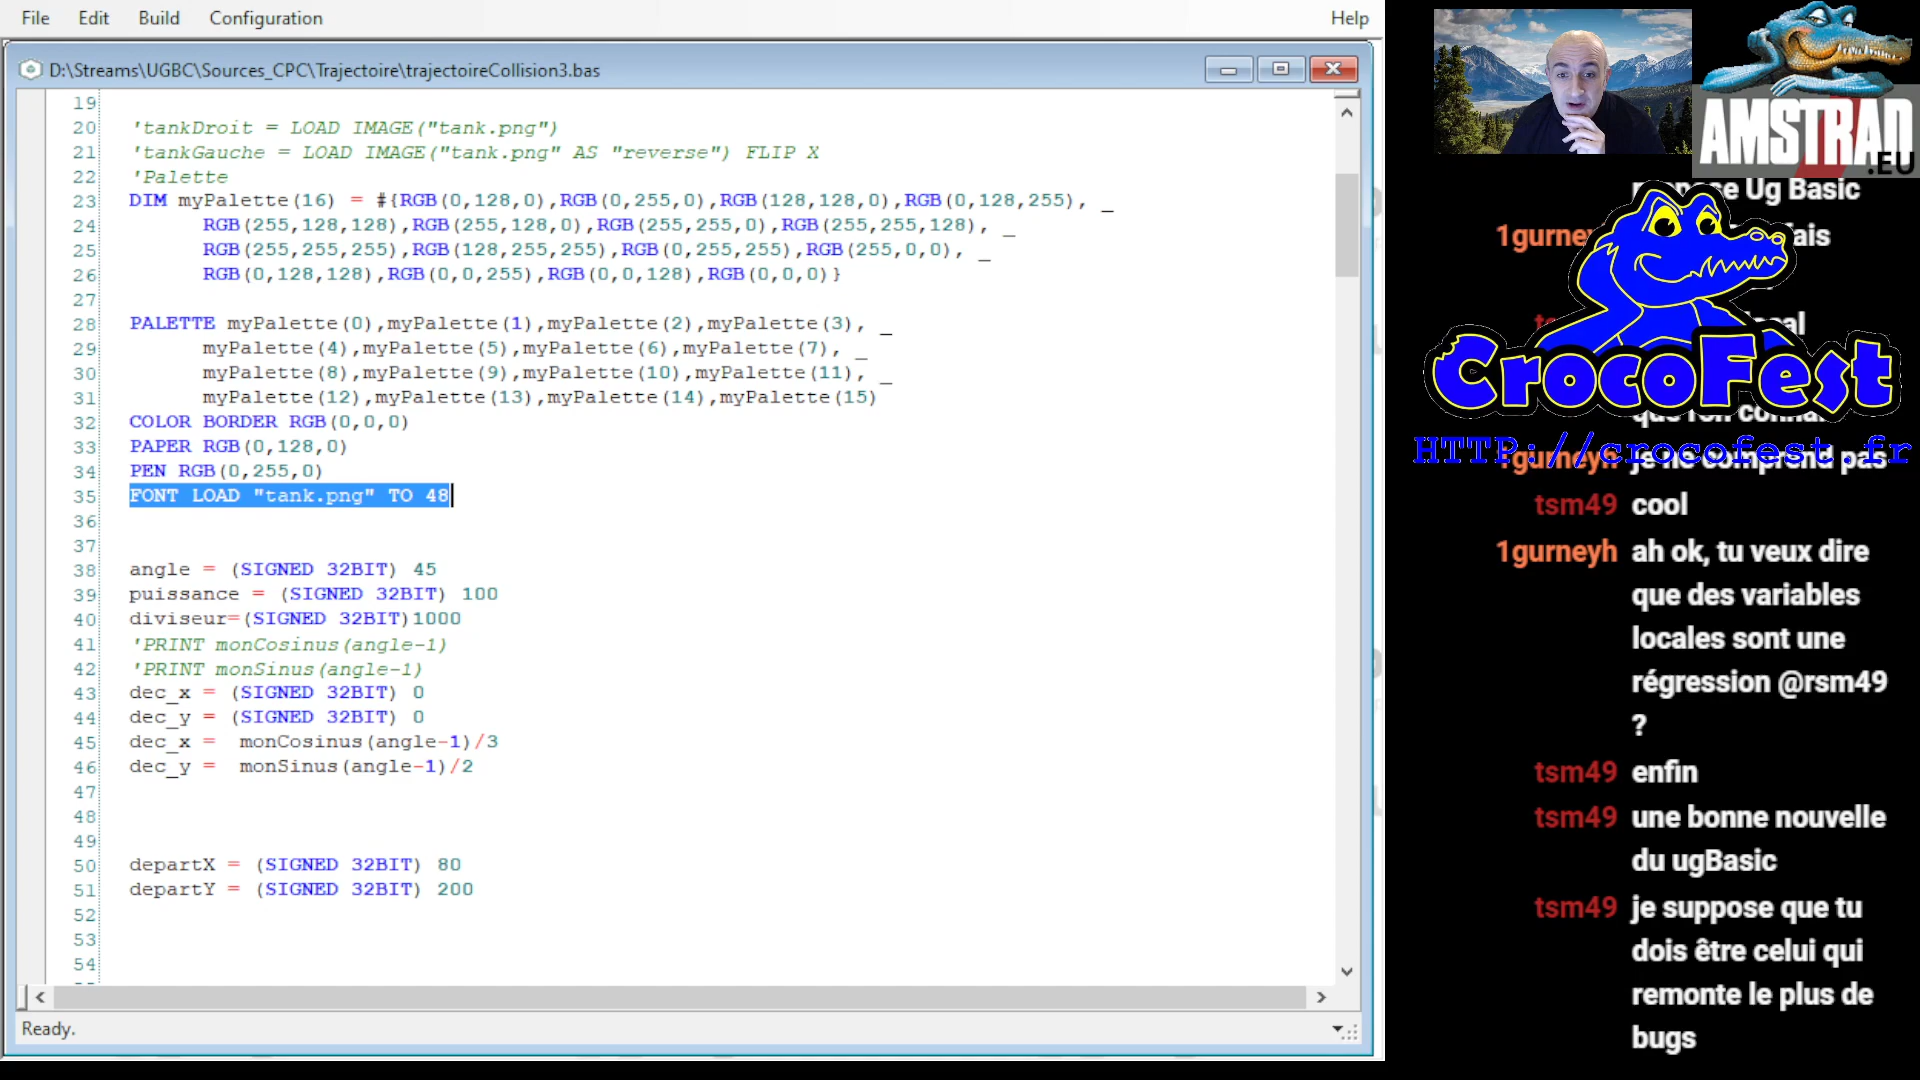 File Edit Build Configuration Help
D:\Streams\UGBC\Sources_CPC\Trajectoire\trajectoireCollision3.bas
19
20 'tankDroit = LOAD IMAGE("tank.png")
21 'tankGauche = LOAD IMAGE("tank.png" AS "reverse") FLIP X
22 'Palette
23 DIM myPalette(16) = #{RGB(0,128,0),RGB(0,255,0),RGB(128,128,0),RGB(0,128,255), _
24 RGB(255,128,128),RGB(255,128,0),RGB(255,255,0),RGB(255,255,128), _
25 RGB(255,255,255),RGB(128,255,255),RGB(0,255,255),RGB(255,0,0), _
26 RGB(0,128,128),RGB(0,0,255),RGB(0,0,128),RGB(0,0,0)}
27
28 PALETTE myPalette(0),myPalette(1),myPalette(2),myPalette(3), _
29 myPalette(4),myPalette(5),myPalette(6),myPalette(7), _
30 myPalette(8),myPalette(9),myPalette(10),myPalette(11), _
31 myPalette(12),myPalette(13),myPalette(14),myPalette(15)
32 COLOR BORDER RGB(0,0,0)
33 PAPER RGB(0,128,0)
34 PEN RGB(0,255,0)
35 FONT LOAD "tank.png" TO 48
36
37
38 angle = (SIGNED 32BIT) 45
39 puissance = (SIGNED 32BIT) 100
40 diviseur=(SIGNED 32BIT)1000
41 'PRINT monCosinus(angle-1)
42 'PRINT monSinus(angle-1)
43 dec_x = (SIGNED 32BIT) 0
44 dec_y = (SIGNED 32BIT) 0
45 dec_x = monCosinus(angle-1)/3
46 dec_y = monSinus(angle-1)/2
47
48
49
50 departX = (SIGNED 32BIT) 80
51 departY = (SIGNED 32BIT) 200
52
53
54
Ready.
AMSTRAD
.EU
Ug Basic
CrocoFest
HTTP://crocofest.fr
1gurneyh je ne comprend pas
tsm49 cool
1gurneyh ah ok, tu veux dire
que des variables
locales sont une
régression @rsm49
?
tsm49 enfin
tsm49 une bonne nouvelle
du ugBasic
tsm49 je suppose que tu
dois être celui qui
remonte le plus de
bugs